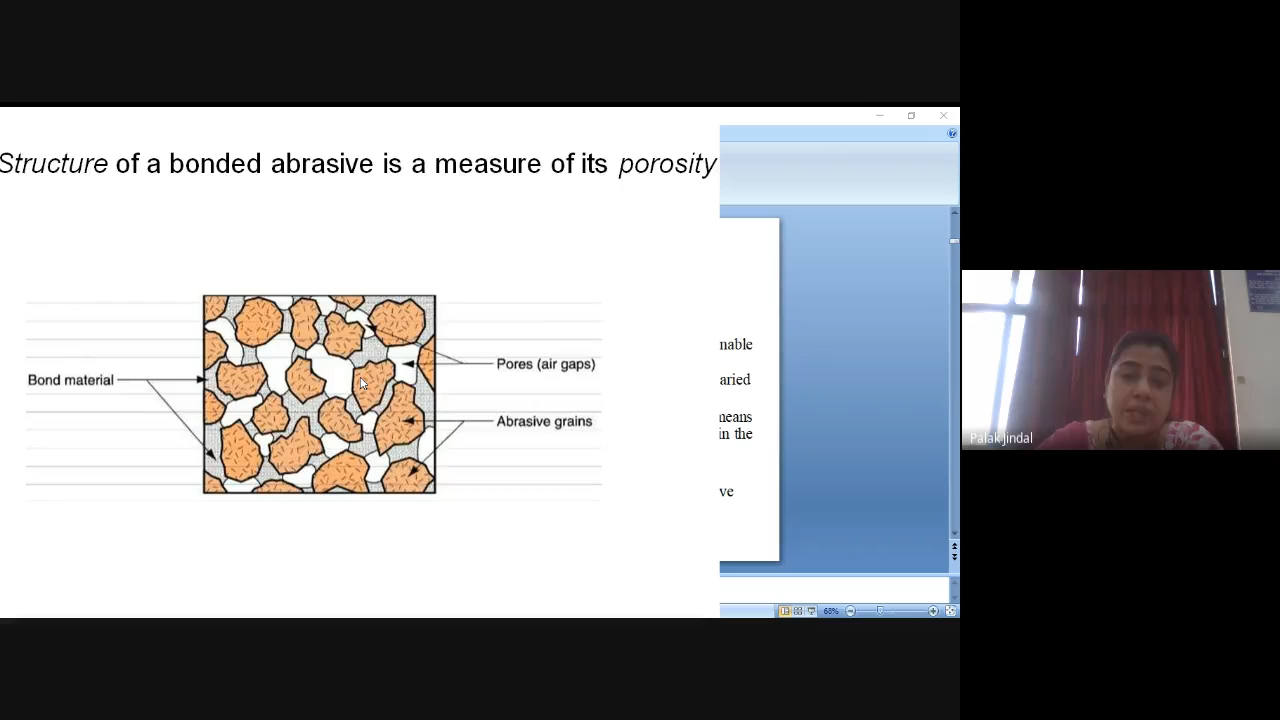 Structure of a bonded abrasive is a measure of its porosity
Pores (air gaps)
Bond material
Abrasive grains
nable
aried
neans
in the
ve
68%
Palak Jindal